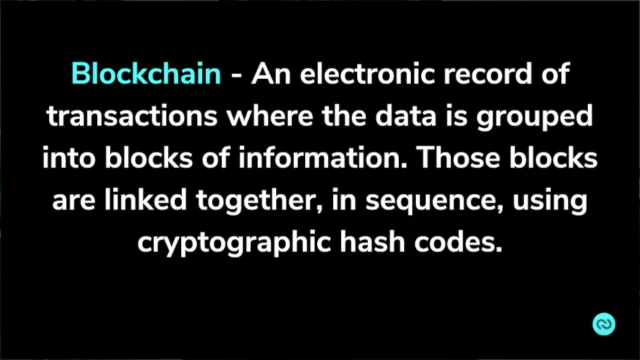 Blockchain - An electronic record of
transactions where the data is grouped
into blocks of information. Those blocks
are linked together, in sequence, using
cryptographic hash codes.